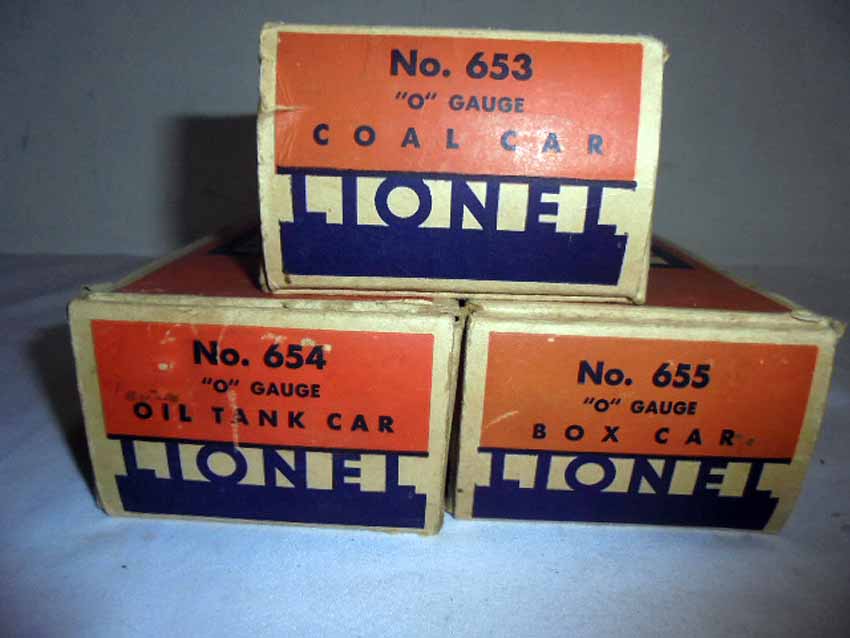 No. 653
"O" GAUGE
COAL CAR
LIONEL
No. 654
"O" GAUGE
OIL TANK CAR
LIONEL
No. 655
"O" GAUGE
BOX CAR
LIONEL